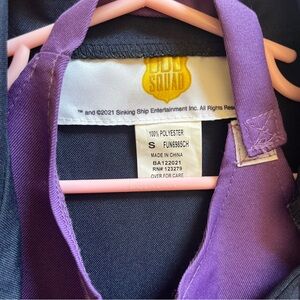 ODD
SQUAD
™ and ©2021 Sinking Ship Entertainment Inc. All Rights Rese
100% POLYESTER
S FUN6985CH
MADE IN CHINA
BA122021
RN# 123279
OVER FOR CARE